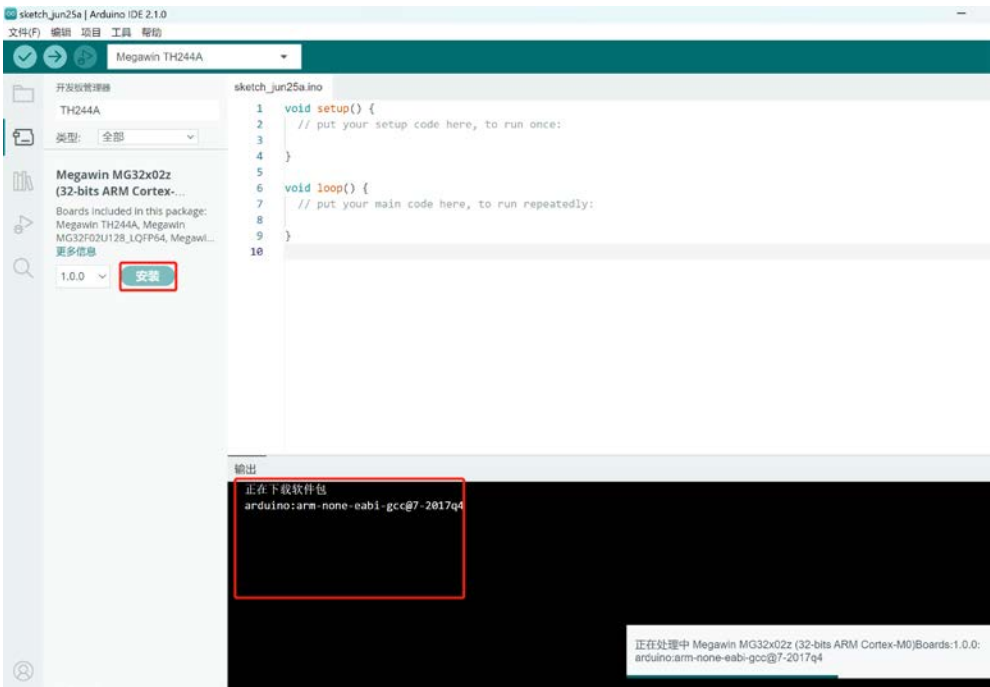 sketch_jun25a | Arduino IDE 2.1.0
文件(F) 编辑 项目 工具 帮助
Megawin TH244A
开发板管理器
TH244A
类型: 全部
Megawin MG32x02z
(32-bits ARM Cortex-...
Boards included in this package:
Megawin TH244A, Megawin
MG32F02U128_LQFP64, Megawi...
更多信息
1.0.0 安装
sketch_jun25a.ino
1 void setup() {
2 // put your setup code here, to run once:
3
4 }
5
6 void loop() {
7 // put your main code here, to run repeatedly:
8
9 }
10
输出
正在下载软件包
arduino:arm-none-eabi-gcc@7-2017q4
正在处理中 Megawin MG32x02z (32-bits ARM Cortex-M0)Boards:1.0.0:
arduino:arm-none-eabi-gcc@7-2017q4